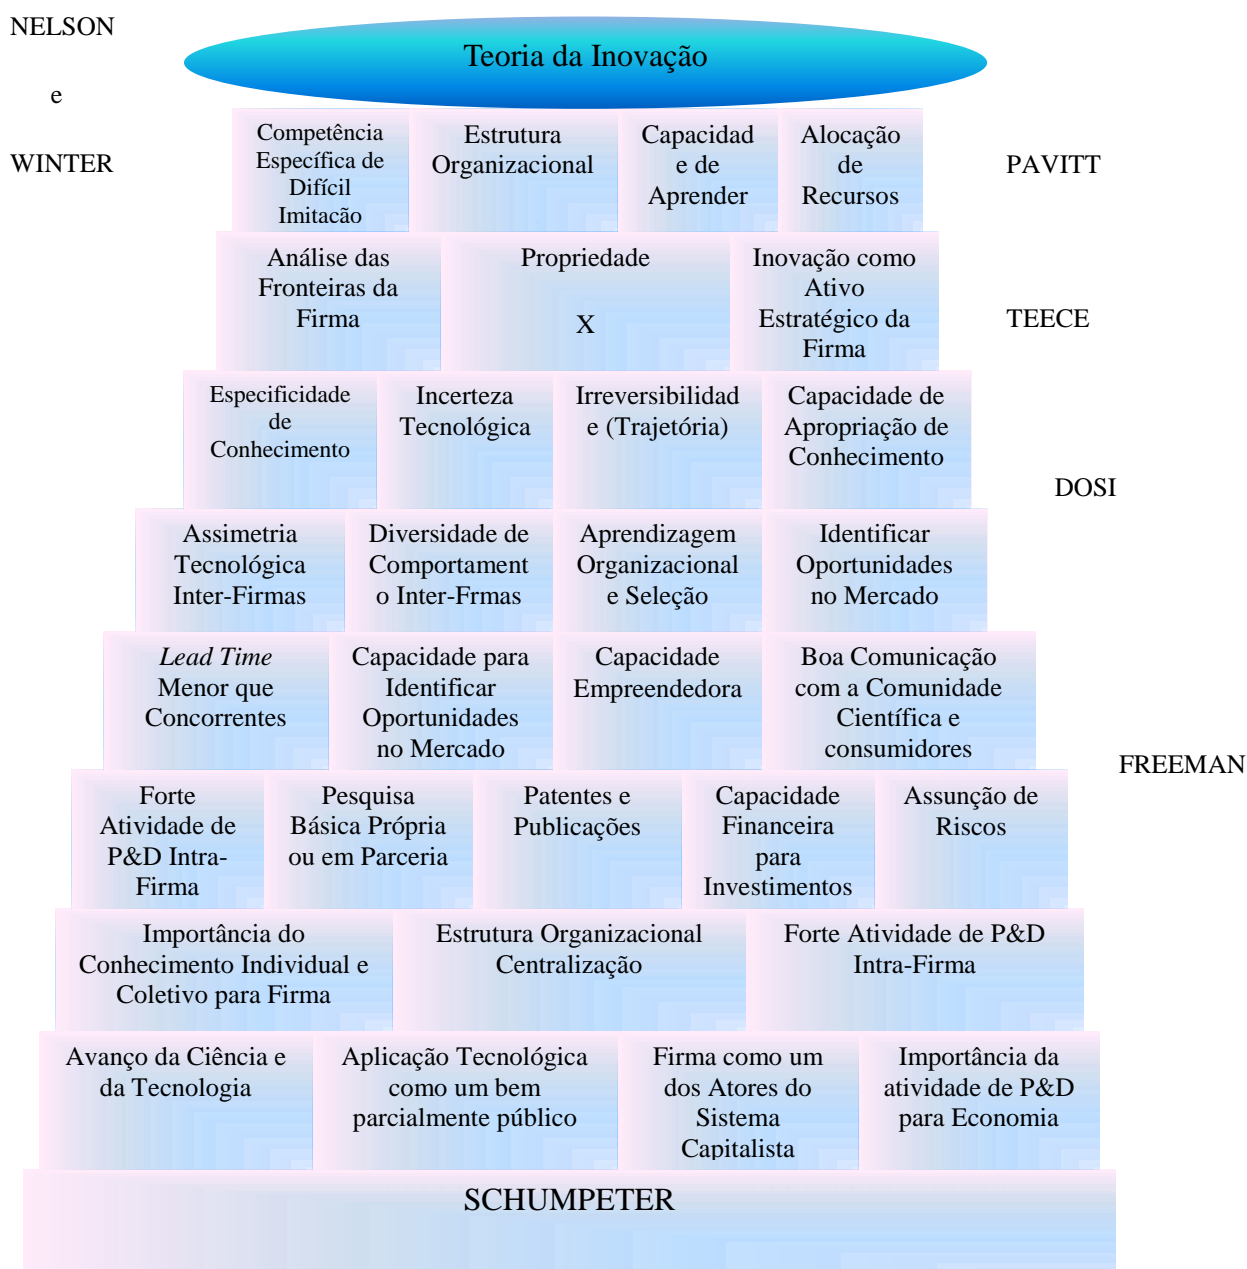 NELSON
e
WINTER
Teoria da Inovação
Competência
Específica de
Difícil
Imitação
Estrutura
Organizacional
Capacidad
e de
Aprender
Alocação
de
Recursos
PAVITT
Análise das
Fronteiras da
Firma
Propriedade
X
Inovação como
Ativo
Estratégico da
Firma
TEECE
Especificidade
de
Conhecimento
Incerteza
Tecnológica
Irreversibilidad
e (Trajetória)
Capacidade de
Apropriação de
Conhecimento
DOSI
Assimetria
Tecnológica
Inter-Firmas
Diversidade de
Comportament
o Inter-Frmas
Aprendizagem
Organizacional
e Seleção
Identificar
Oportunidades
no Mercado
Lead Time
Menor que
Concorrentes
Capacidade para
Identificar
Oportunidades
no Mercado
Capacidade
Empreendedora
Boa Comunicação
com a Comunidade
Científica e
consumidores
FREEMAN
Forte
Atividade de
P&D Intra-
Firma
Pesquisa
Básica Própria
ou em Parceria
Patentes e
Publicações
Capacidade
Financeira
para
Investimentos
Assunção de
Riscos
Importância do
Conhecimento Individual e
Coletivo para Firma
Estrutura Organizacional
Centralização
Forte Atividade de P&D
Intra-Firma
Avanço da Ciência e
da Tecnologia
Aplicação Tecnológica
como um bem
parcialmente público
Firma como um
dos Atores do
Sistema
Capitalista
Importância da
atividade de P&D
para Economia
SCHUMPETER